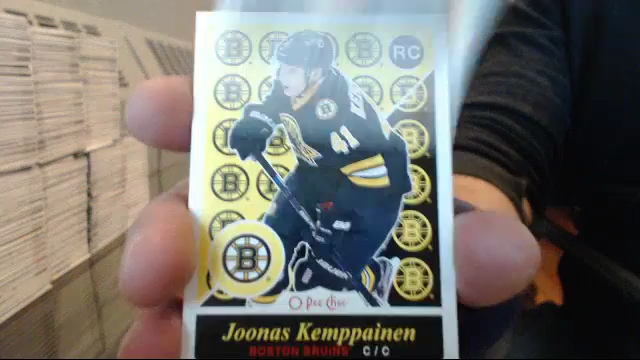 RC
41
O Pee Chee
Joonas Kemppainen
BOSTON BRUINS C / C